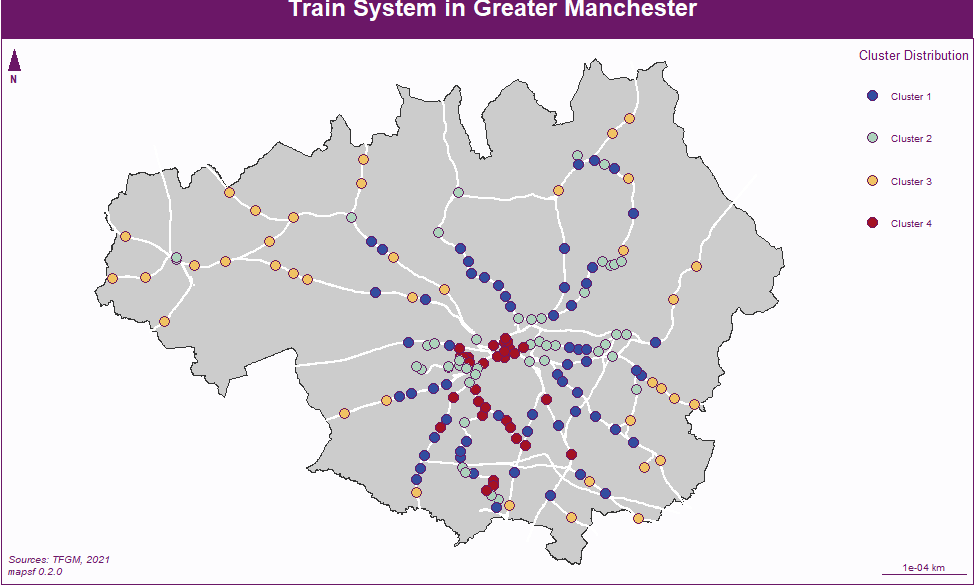 Train System in Greater Manchester
N
Cluster Distribution
Cluster 1
Cluster 2
Cluster 3
Cluster 4
Sources: TFGM, 2021
mapsf 0.2.0
1e-04 km